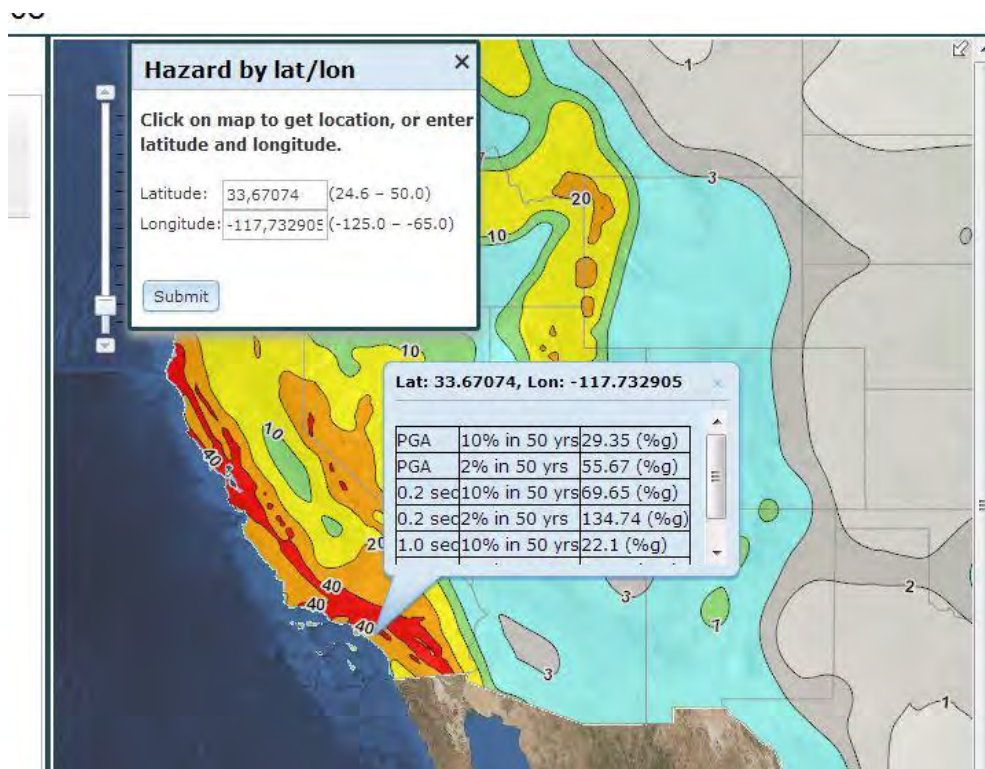 Hazard by lat/lon ×
Click on map to get location, or enter
latitude and longitude.
Latitude: 33,67074 (24.6 – 50.0)
Longitude: -117,732905 (-125.0 – -65.0)
Submit
1
3
20
10
0
10
Lat: 33.67074, Lon: -117.732905 ×
PGA 10% in 50 yrs 29.35 (%g)
PGA 2% in 50 yrs 55.67 (%g)
0.2 sec 10% in 50 yrs 69.65 (%g)
0.2 sec 2% in 50 yrs 134.74 (%g)
1.0 sec 10% in 50 yrs 22.1 (%g)
10
40
20
40
40
40
3
2
7
3
1